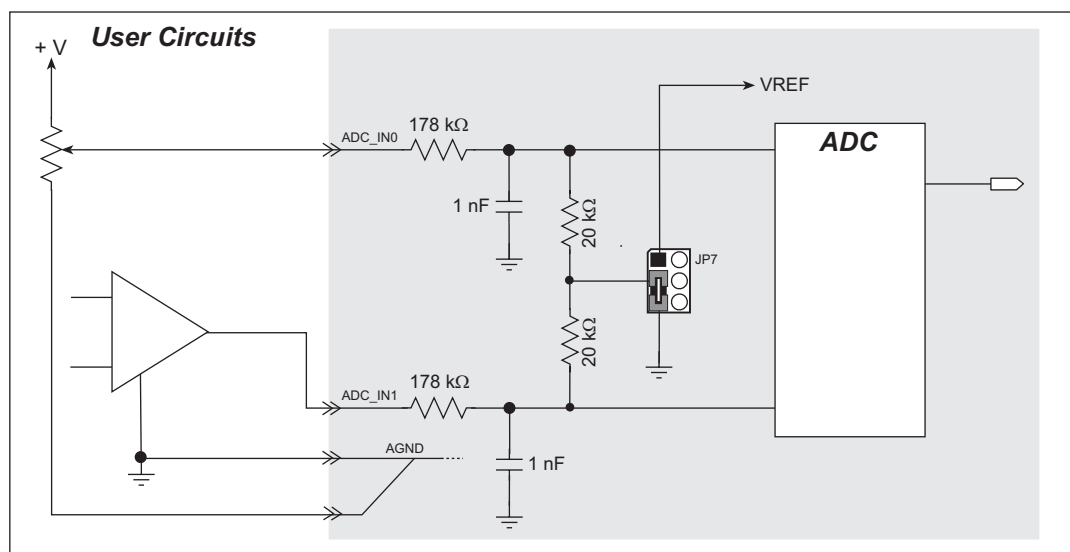 User Circuits
+ V
VREF
ADC_IN0
178 kΩ
ADC
1 nF
20 kΩ
JP7
20 kΩ
ADC_IN1
178 kΩ
AGND
1 nF